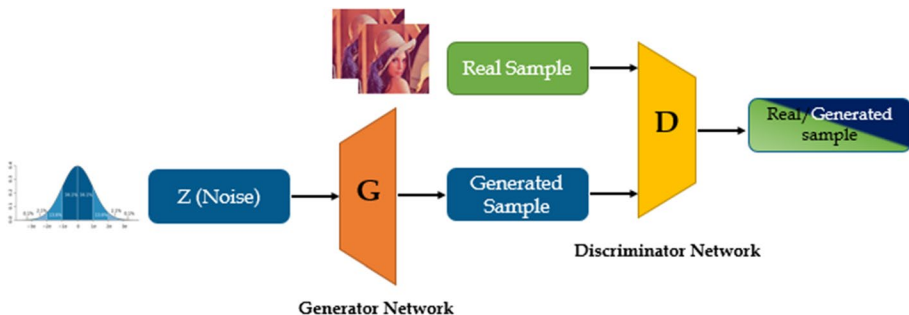 Real Sample
D
Real/Generated
sample
G
Z (Noise)
Generated
Sample
Discriminator Network
Generator Network